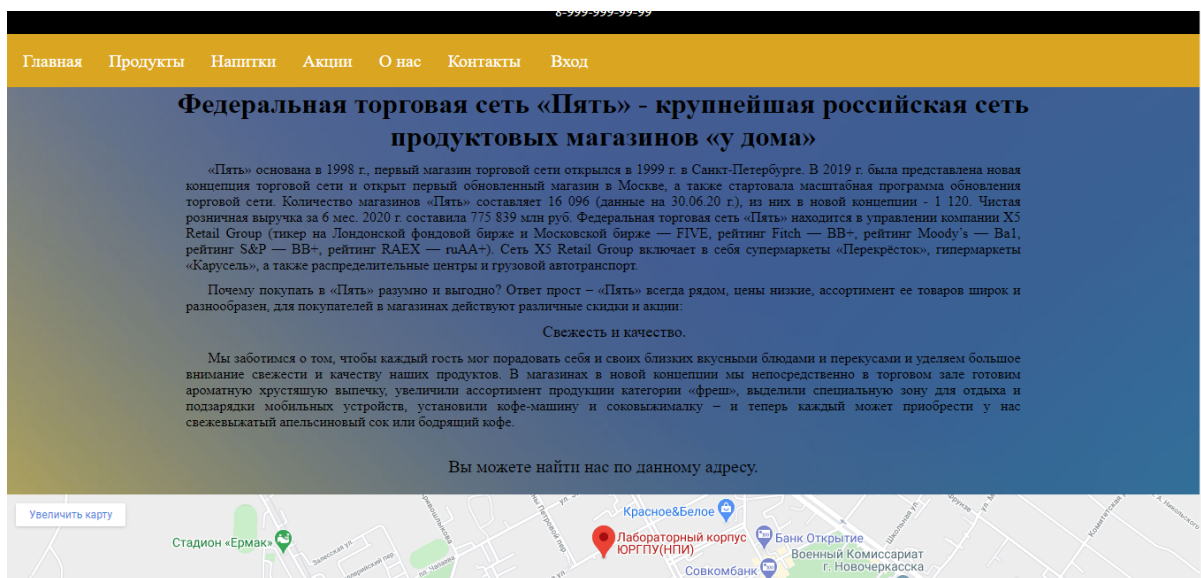 8-999-999-99-99
Главная Продукты Напитки Акции О нас Контакты Вход
Федеральная торговая сеть «Пять» - крупнейшая российская сеть
продуктовых магазинов «у дома»
«Пять» основана в 1998 г., первый магазин торговой сети открылся в 1999 г. в Санкт-Петербурге. В 2019 г. была представлена новая
концепция торговой сети и открыт первый обновленный магазин в Москве, а также стартовала масштабная программа обновления
торговой сети. Количество магазинов «Пять» составляет 16 096 (данные на 30.06.20 г.), из них в новой концепции - 1 120. Чистая
розничная выручка за 6 мес. 2020 г. составила 775 839 млн руб. Федеральная торговая сеть «Пять» находится в управлении компании X5
Retail Group (тикер на Лондонской фондовой бирже и Московской бирже — FIVE, рейтинг Fitch — BB+, рейтинг Moody's — Ba1,
рейтинг S&P — BB+, рейтинг RAEX — ruAA+). Сеть X5 Retail Group включает в себя супермаркеты «Перекрёсток», гипермаркеты
«Карусель», а также распределительные центры и грузовой автотранспорт.
Почему покупать в «Пять» разумно и выгодно? Ответ прост – «Пять» всегда рядом, цены низкие, ассортимент ее товаров широк и
разнообразен, для покупателей в магазинах действуют различные скидки и акции:
Свежесть и качество.
Мы заботимся о том, чтобы каждый гость мог порадовать себя и своих близких вкусными блюдами и перекусами и уделяем большое
внимание свежести и качеству наших продуктов. В магазинах в новой концепции мы непосредственно в торговом зале готовим
ароматную хрустящую выпечку, увеличили ассортимент продукции категории «фреш», выделили специальную зону для отдыха и
подзарядки мобильных устройств, установили кофе-машину и соковыжималку – и теперь каждый может приобрести у нас
свежевыжатый апельсиновый сок или бодрящий кофе.
Вы можете найти нас по данному адресу.
Увеличить карту
Красное&Белое
Стадион «Ермак»
Лабораторный корпус
ЮРГПУ(НПИ)
Банк Открытие
Военный Комиссариат
г. Новочеркасска
Совкомбанк